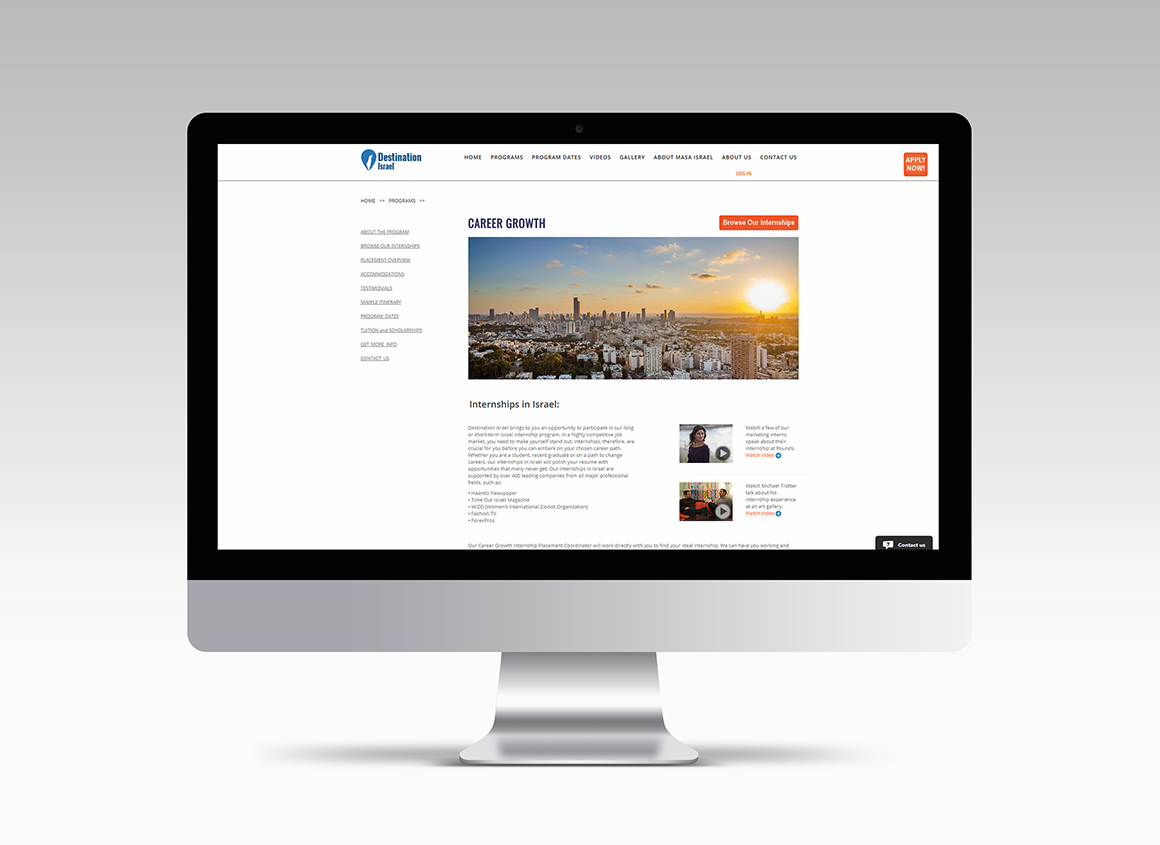 Destination
Israel
HOME PROGRAMS PROGRAM DATES VIDEOS GALLERY ABOUT MASA ISRAEL ABOUT US CONTACT US
LOG IN
APPLY
NOW!
HOME >> PROGRAMS >>
ABOUT THE PROGRAM
BROWSE OUR INTERNSHIPS
PLACEMENT OVERVIEW
ACCOMMODATIONS
TESTIMONIALS
SAMPLE ITINERARY
PROGRAM DATES
TUITION and SCHOLARSHIPS
GET MORE INFO
CONTACT US
CAREER GROWTH
Browse Our Internships
Internships in Israel:
Destination Israel brings to you an opportunity to participate in our long
or short-term Israel internship program. In a highly competitive job
market, you need to make yourself stand out. Internships, therefore, are
crucial for you before you can embark on your chosen career path.
Whether you are a student, recent graduate or on a path to change
careers, our internships in Israel will polish your resume with
opportunities that many never get. Our internships in Israel are
supported by over 400 leading companies from all major professional
fields, such as:
• Haaretz Newspaper
• Time Out Israel Magazine
• WIZO (Women's International Zionist Organization)
• Fashion TV
• ForexPros
Watch a few of our
marketing interns
speak about their
internship at Rounds.
Watch Video
Watch Michael Trotter
talk about his
internship experience
at an art gallery.
Watch Video
Our Career Growth Internship Placement Coordinator will work directly with you to find your ideal internship. We can have you working and
Contact us